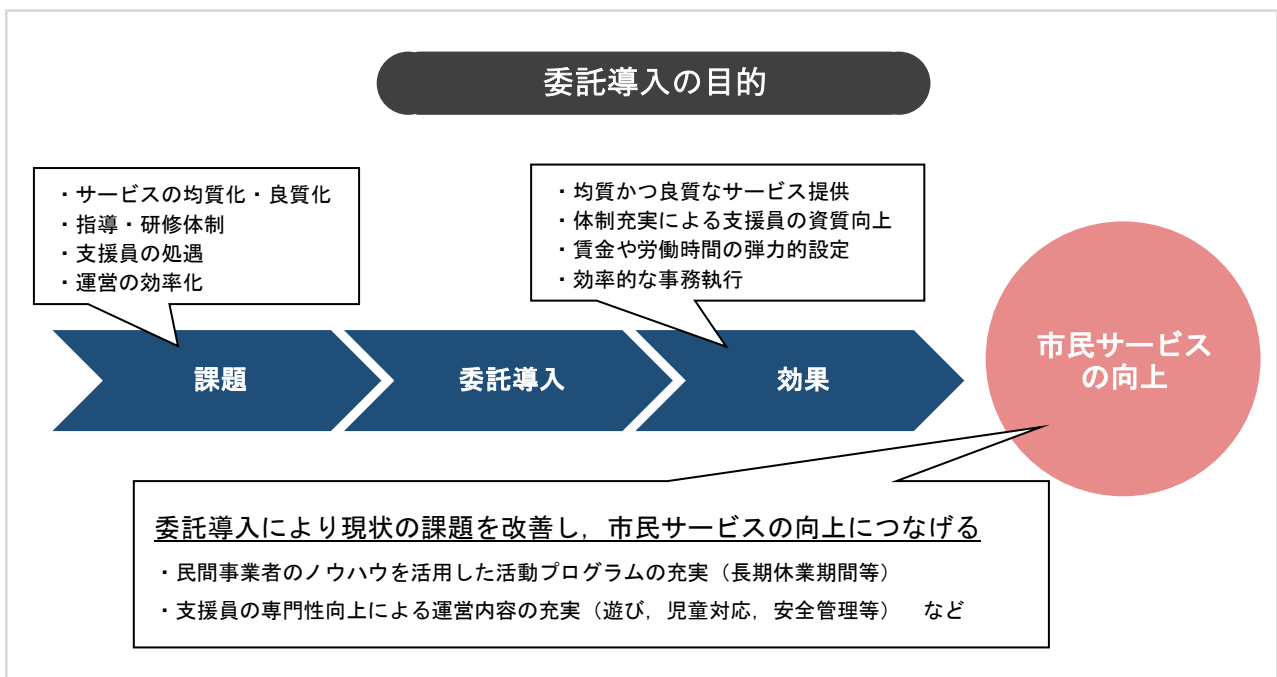 委託導入の目的
・サービスの均質化・良質化
・指導・研修体制
・支援員の処遇
・運営の効率化
・均質かつ良質なサービス提供
・体制充実による支援員の資質向上
・賃金や労働時間の弾力的設定
・効率的な事務執行
課題
委託導入
効果
市民サービス
の向上
委託導入により現状の課題を改善し，市民サービスの向上につなげる
・民間事業者のノウハウを活用した活動プログラムの充実（長期休業期間等）
・支援員の専門性向上による運営内容の充実（遊び，児童対応，安全管理等）　など